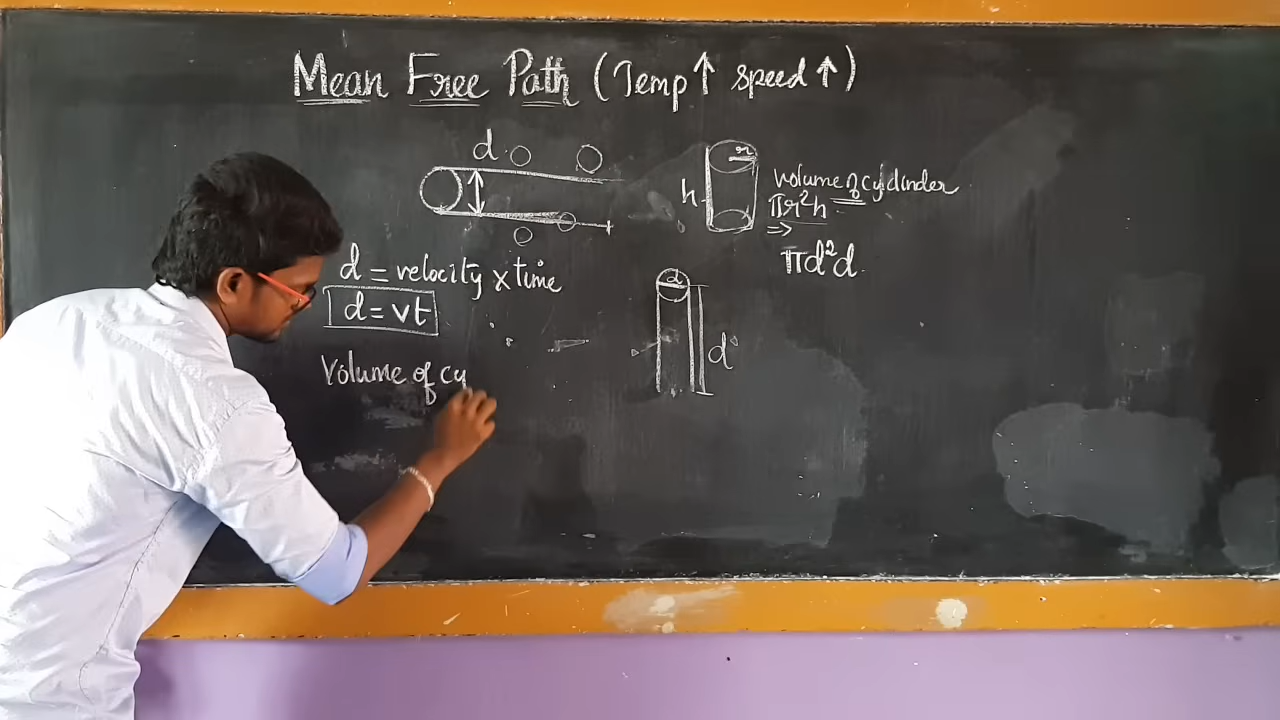 Mean Free Path (Temp ↑ speed ↑)
d
r
h
volume of cylinder
πr²h
⇒
πd²d
d = velocity × time
d = vt
d
d
Volume of cy